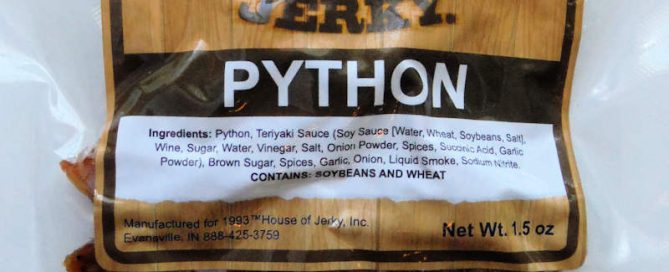 JERKY.
PYTHON
Ingredients: Python, Teriyaki Sauce (Soy Sauce [Water, Wheat, Soybeans, Salt],
Wine, Sugar, Water, Vinegar, Salt, Onion Powder, Spices, Succinic Acid, Garlic
Powder), Brown Sugar, Spices, Garlic, Onion, Liquid Smoke, Sodium Nitrite.
CONTAINS: SOYBEANS AND WHEAT
Manufactured for 1993™House of Jerky, Inc.
Evansville, IN 888-425-3759
Net Wt. 1.5 oz